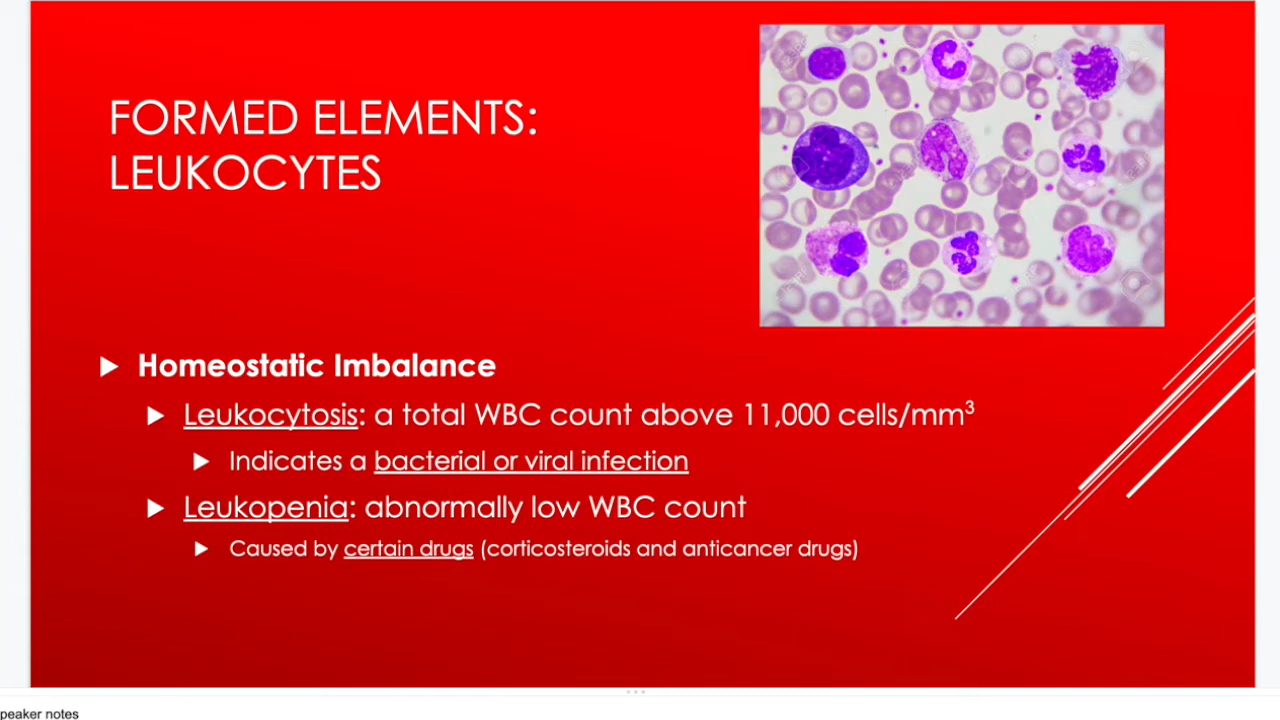 FORMED ELEMENTS:
LEUKOCYTES
Homeostatic Imbalance
Leukocytosis: a total WBC count above 11,000 cells/mm³
Indicates a bacterial or viral infection
Leukopenia: abnormally low WBC count
Caused by certain drugs (corticosteroids and anticancer drugs)
peaker notes